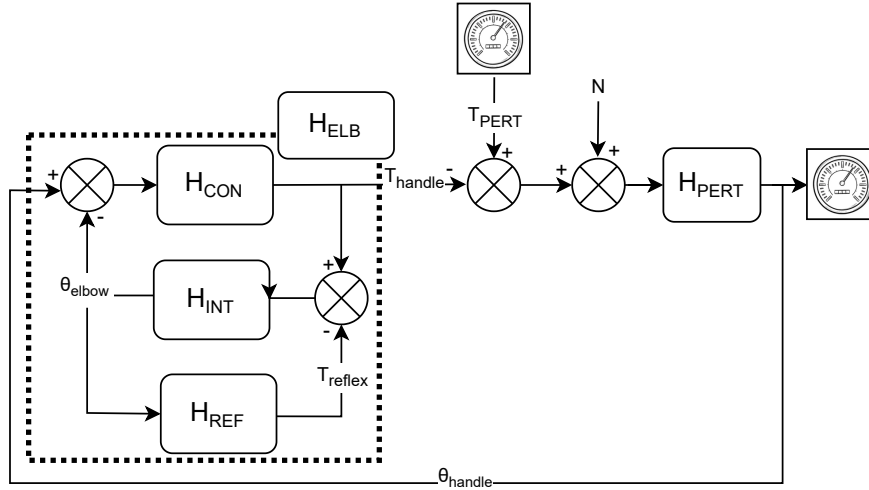 H_ELB
T_PERT
N
+
+
+
H_CON
T_handle
-
+
H_PERT
-
+
θ_elbow
H_INT
-
T_reflex
H_REF
θ_handle